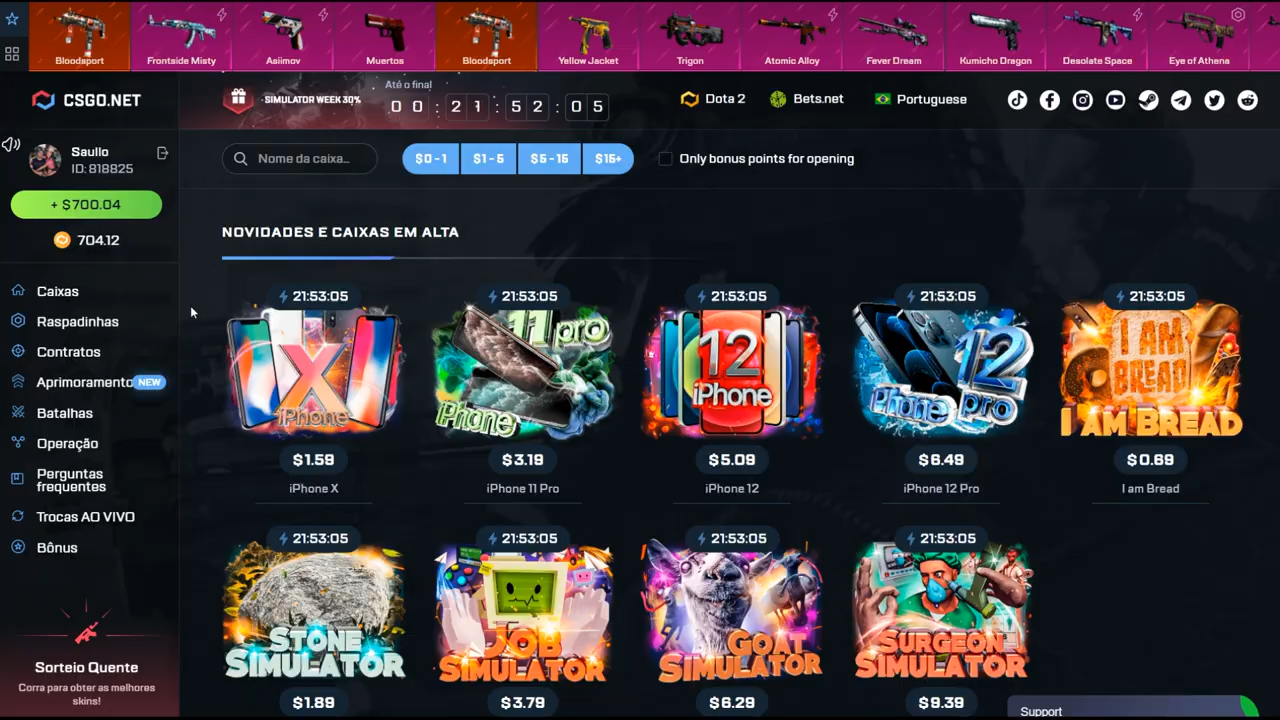 Bloodsport
Frontside Misty
Asiimov
Muertos
Bloodsport
Yellow Jacket
Trigon
Atomic Alloy
Fever Dream
Kumicho Dragon
Desolate Space
Eye of Athena
CSGO.NET
SIMULATOR WEEK 30%
Até o final
00:21:52:05
Dota 2
Bets.net
Portuguese
Saullo
ID: 818825
+ $700.04
704.12
Nome da caixa...
$0 - 1
$1 - 5
$5 - 15
$15+
Only bonus points for opening
Caixas
Raspadinhas
Contratos
Aprimoramento NEW
Batalhas
Operação
Perguntas
frequentes
Trocas AO VIVO
Bônus
Sorteio Quente
Corra para obter as melhores
skins!
NOVIDADES E CAIXAS EM ALTA
21:53:05
X
iPhone
$1.59
iPhone X
21:53:05
11 pro
iPhone
$3.19
iPhone 11 Pro
21:53:05
12
iPhone
$5.09
iPhone 12
21:53:05
12
iPhone pro
$6.49
iPhone 12 Pro
21:53:05
I AM
BREAD
I AM BREAD
$0.69
I am Bread
21:53:05
STONE
SIMULATOR
$1.89
21:53:05
JOB
SIMULATOR
$3.79
21:53:05
GOAT
SIMULATOR
$6.29
21:53:05
SURGEON
SIMULATOR
$9.39
Support